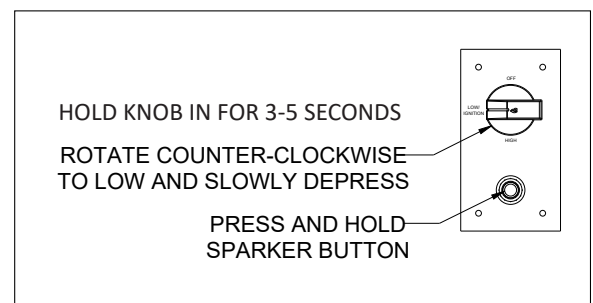 OFF
HOLD KNOB IN FOR 3-5 SECONDS
LOW/
IGNITION
ROTATE COUNTER-CLOCKWISE
TO LOW AND SLOWLY DEPRESS
HIGH
PRESS AND HOLD
SPARKER BUTTON